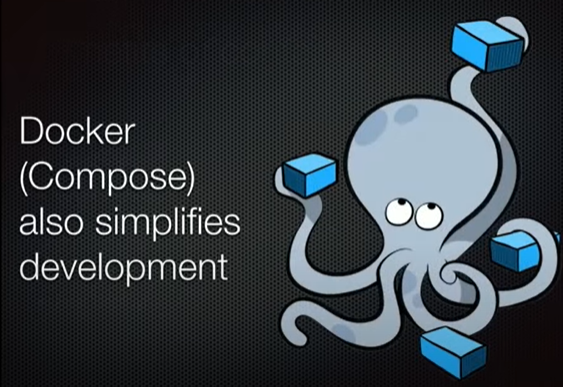 Docker
(Compose)
also simplifies
development